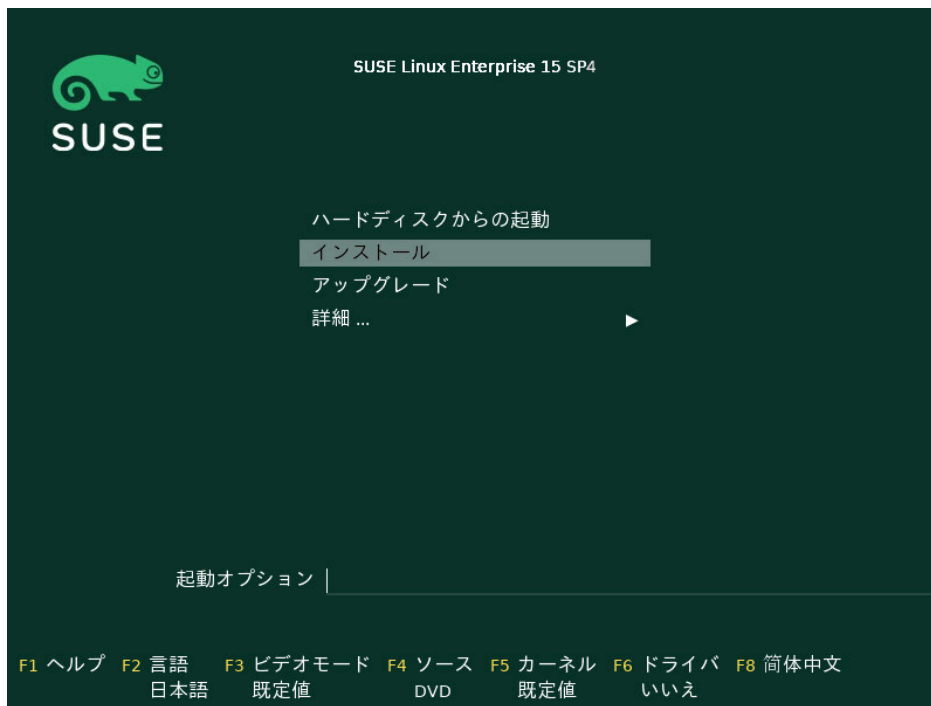 SUSE Linux Enterprise 15 SP4
SUSE
ハードディスクからの起動
インストール
アップグレード
詳細 ...
起動オプション
F1 ヘルプ F2 言語 F3 ビデオモード F4 ソース F5 カーネル F6 ドライバ F8 简体中文
日本語 既定値 DVD 既定値 いいえ